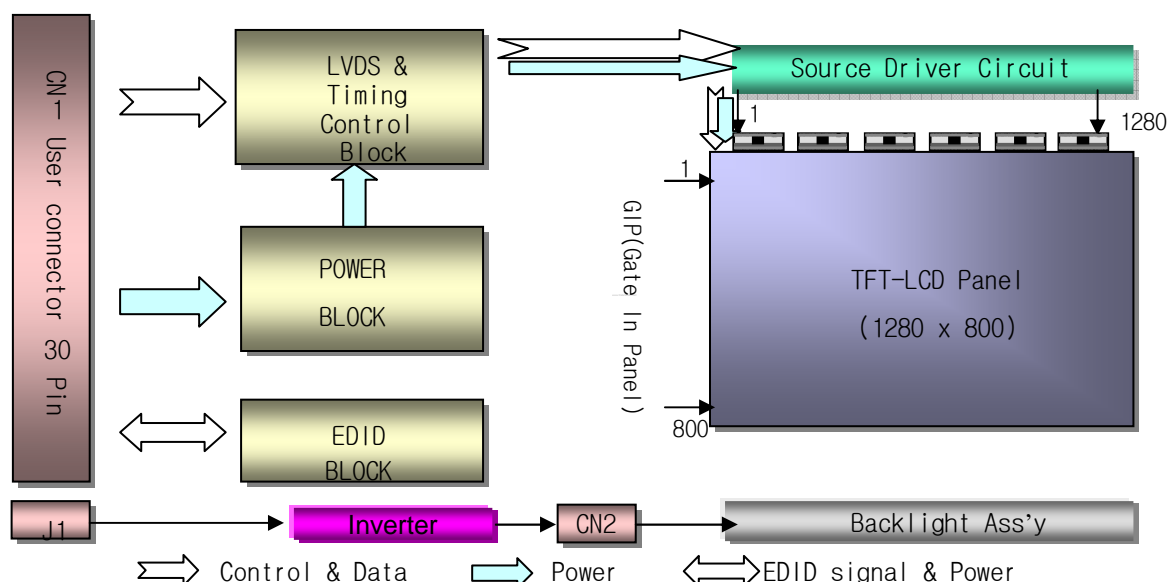 CN-1 User connector 30 Pin
LVDS &
Timing
Control
Block
Source Driver Circuit
1
1280
1
GIP(Gate In Panel)
800
TFT-LCD Panel
(1280 x 800)
POWER
BLOCK
EDID
BLOCK
J1
Inverter
CN2
Backlight Ass’y
Control & Data
Power
EDID signal & Power